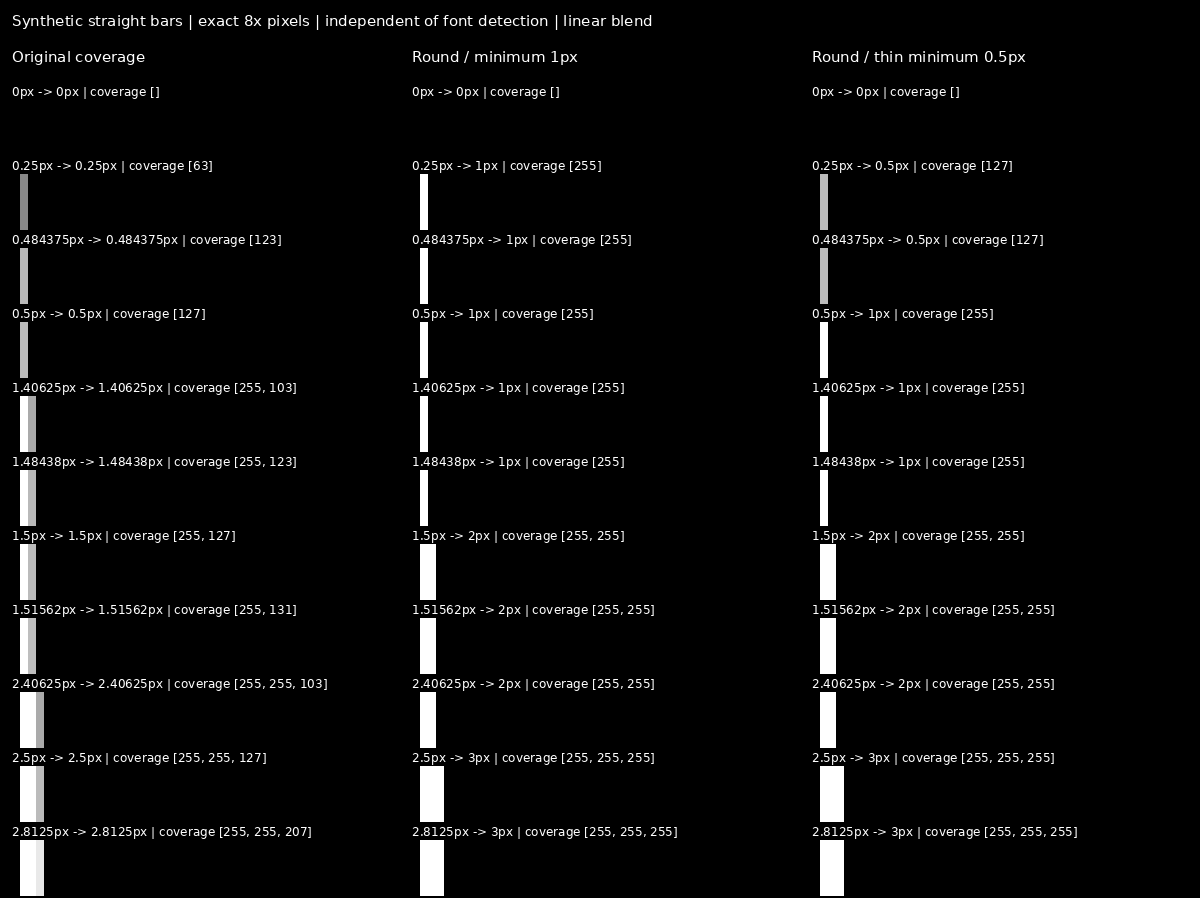 Synthetic straight bars | exact 8x pixels | independent of font detection | linear blend
Original coverage
Round / minimum 1px
Round / thin minimum 0.5px
0px -> 0px | coverage []
0px -> 0px | coverage []
0px -> 0px | coverage []
0.25px -> 0.25px | coverage [63]
0.25px -> 1px | coverage [255]
0.25px -> 0.5px | coverage [127]
0.484375px -> 0.484375px | coverage [123]
0.484375px -> 1px | coverage [255]
0.484375px -> 0.5px | coverage [127]
0.5px -> 0.5px | coverage [127]
0.5px -> 1px | coverage [255]
0.5px -> 1px | coverage [255]
1.40625px -> 1.40625px | coverage [255, 103]
1.40625px -> 1px | coverage [255]
1.40625px -> 1px | coverage [255]
1.48438px -> 1.48438px | coverage [255, 123]
1.48438px -> 1px | coverage [255]
1.48438px -> 1px | coverage [255]
1.5px -> 1.5px | coverage [255, 127]
1.5px -> 2px | coverage [255, 255]
1.5px -> 2px | coverage [255, 255]
1.51562px -> 1.51562px | coverage [255, 131]
1.51562px -> 2px | coverage [255, 255]
1.51562px -> 2px | coverage [255, 255]
2.40625px -> 2.40625px | coverage [255, 255, 103]
2.40625px -> 2px | coverage [255, 255]
2.40625px -> 2px | coverage [255, 255]
2.5px -> 2.5px | coverage [255, 255, 127]
2.5px -> 3px | coverage [255, 255, 255]
2.5px -> 3px | coverage [255, 255, 255]
2.8125px -> 2.8125px | coverage [255, 255, 207]
2.8125px -> 3px | coverage [255, 255, 255]
2.8125px -> 3px | coverage [255, 255, 255]